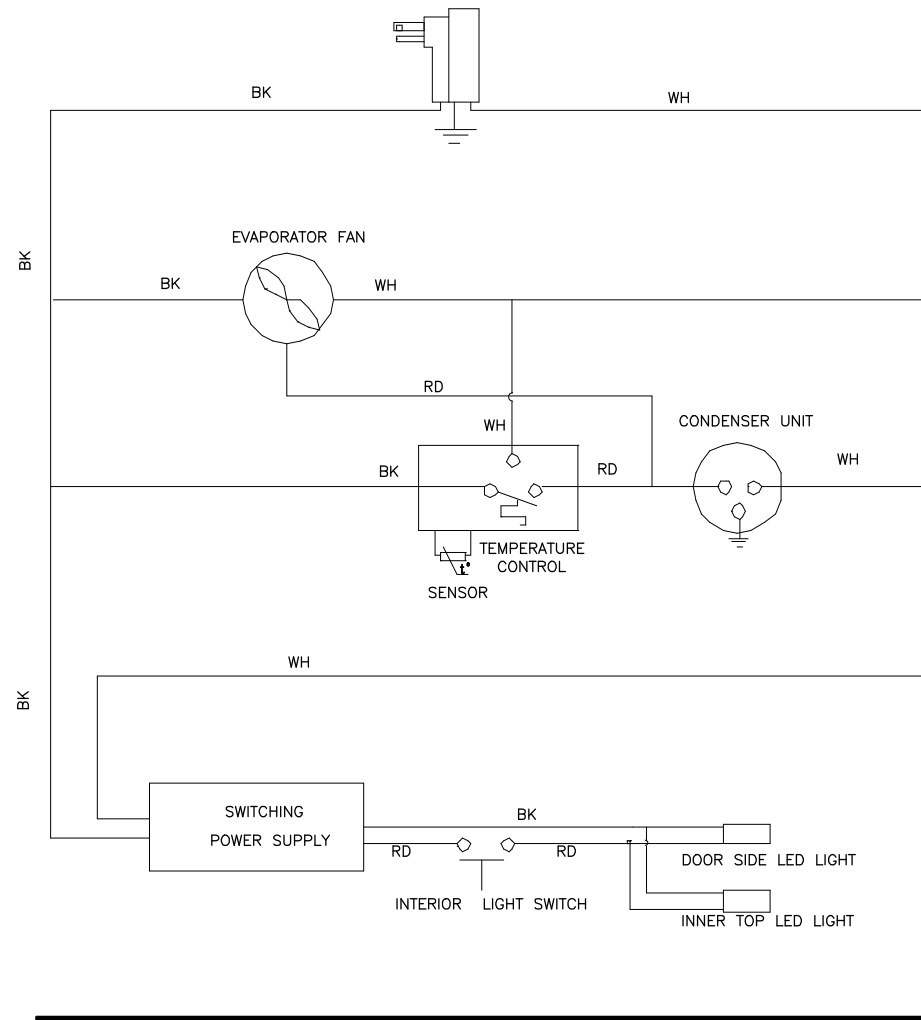 BK
WH
EVAPORATOR FAN
BK
BK
WH
RD
CONDENSER UNIT
WH
BK
RD
WH
TEMPERATURE
CONTROL
t°
SENSOR
WH
BK
SWITCHING
POWER SUPPLY
BK
RD
RD
DOOR SIDE LED LIGHT
INTERIOR LIGHT SWITCH
INNER TOP LED LIGHT